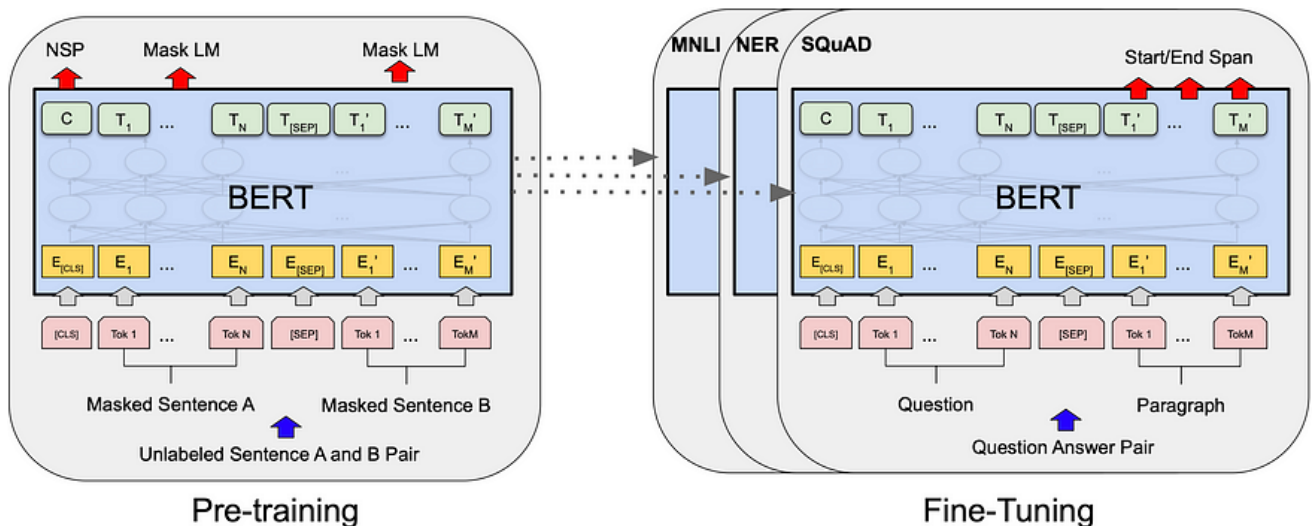 NSP Mask LM Mask LM
C T1 ... TN T[SEP] T1' ... TM'
...
BERT
...
E[CLS] E1 ... EN E[SEP] E1' ... EM'
[CLS] Tok 1 ... Tok N [SEP] Tok 1 ... TokM
Masked Sentence A Masked Sentence B
Unlabeled Sentence A and B Pair
Pre-training
MNLI NER SQuAD
Start/End Span
C T1 ... TN T[SEP] T1' ... TM'
...
BERT
...
E[CLS] E1 ... EN E[SEP] E1' ... EM'
[CLS] Tok 1 ... Tok N [SEP] Tok 1 ... TokM
Question Paragraph
Question Answer Pair
Fine-Tuning